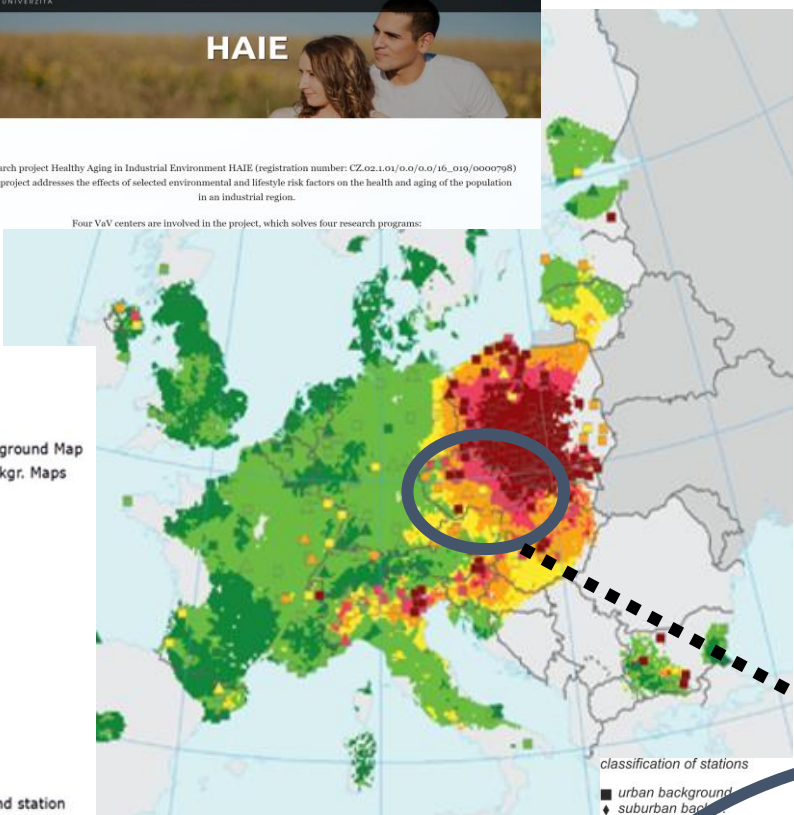 UNIVERZITA
HAIE
arch project Healthy Aging in Industrial Environment HAIE (registration number: CZ.02.1.01/0.0/0.0/16_019/0000798)
project addresses the effects of selected environmental and lifestyle risk factors on the health and aging of the population
in an industrial region.
Four VaV centers are involved in the project, which solves four research programs:
ground Map
kgr. Maps
nd station
classification of stations
urban background
suburban back